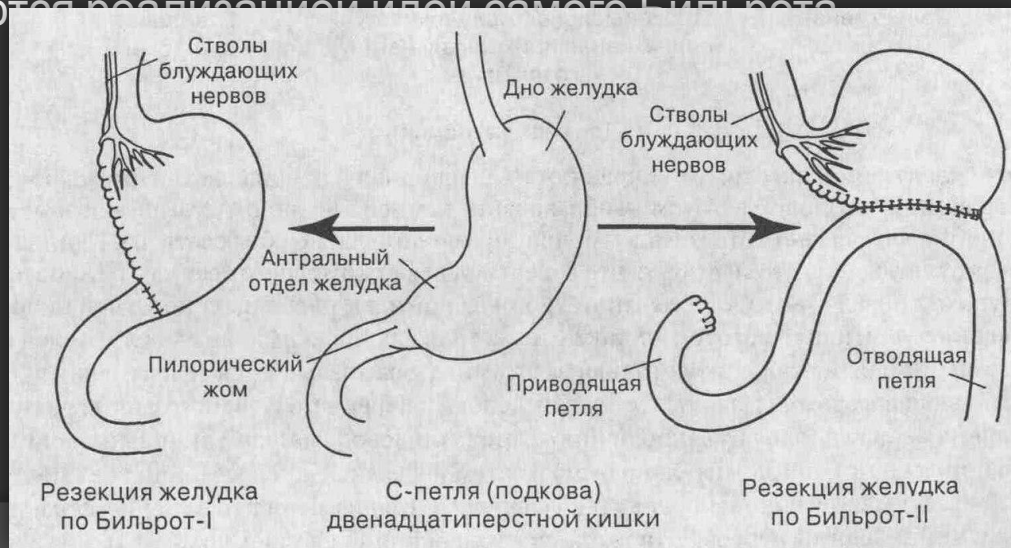 Стволы
блуждающих
нервов
Дно желудка
Стволы
блуждающих
нервов
Антральный
отдел желудка
Пилорический
жом
Приводящая
петля
Отводящая
петля
Резекция желудка
по Бильрот-I
С-петля (подкова)
двенадцатиперстной кишки
Резекция желудка
по Бильрот-II